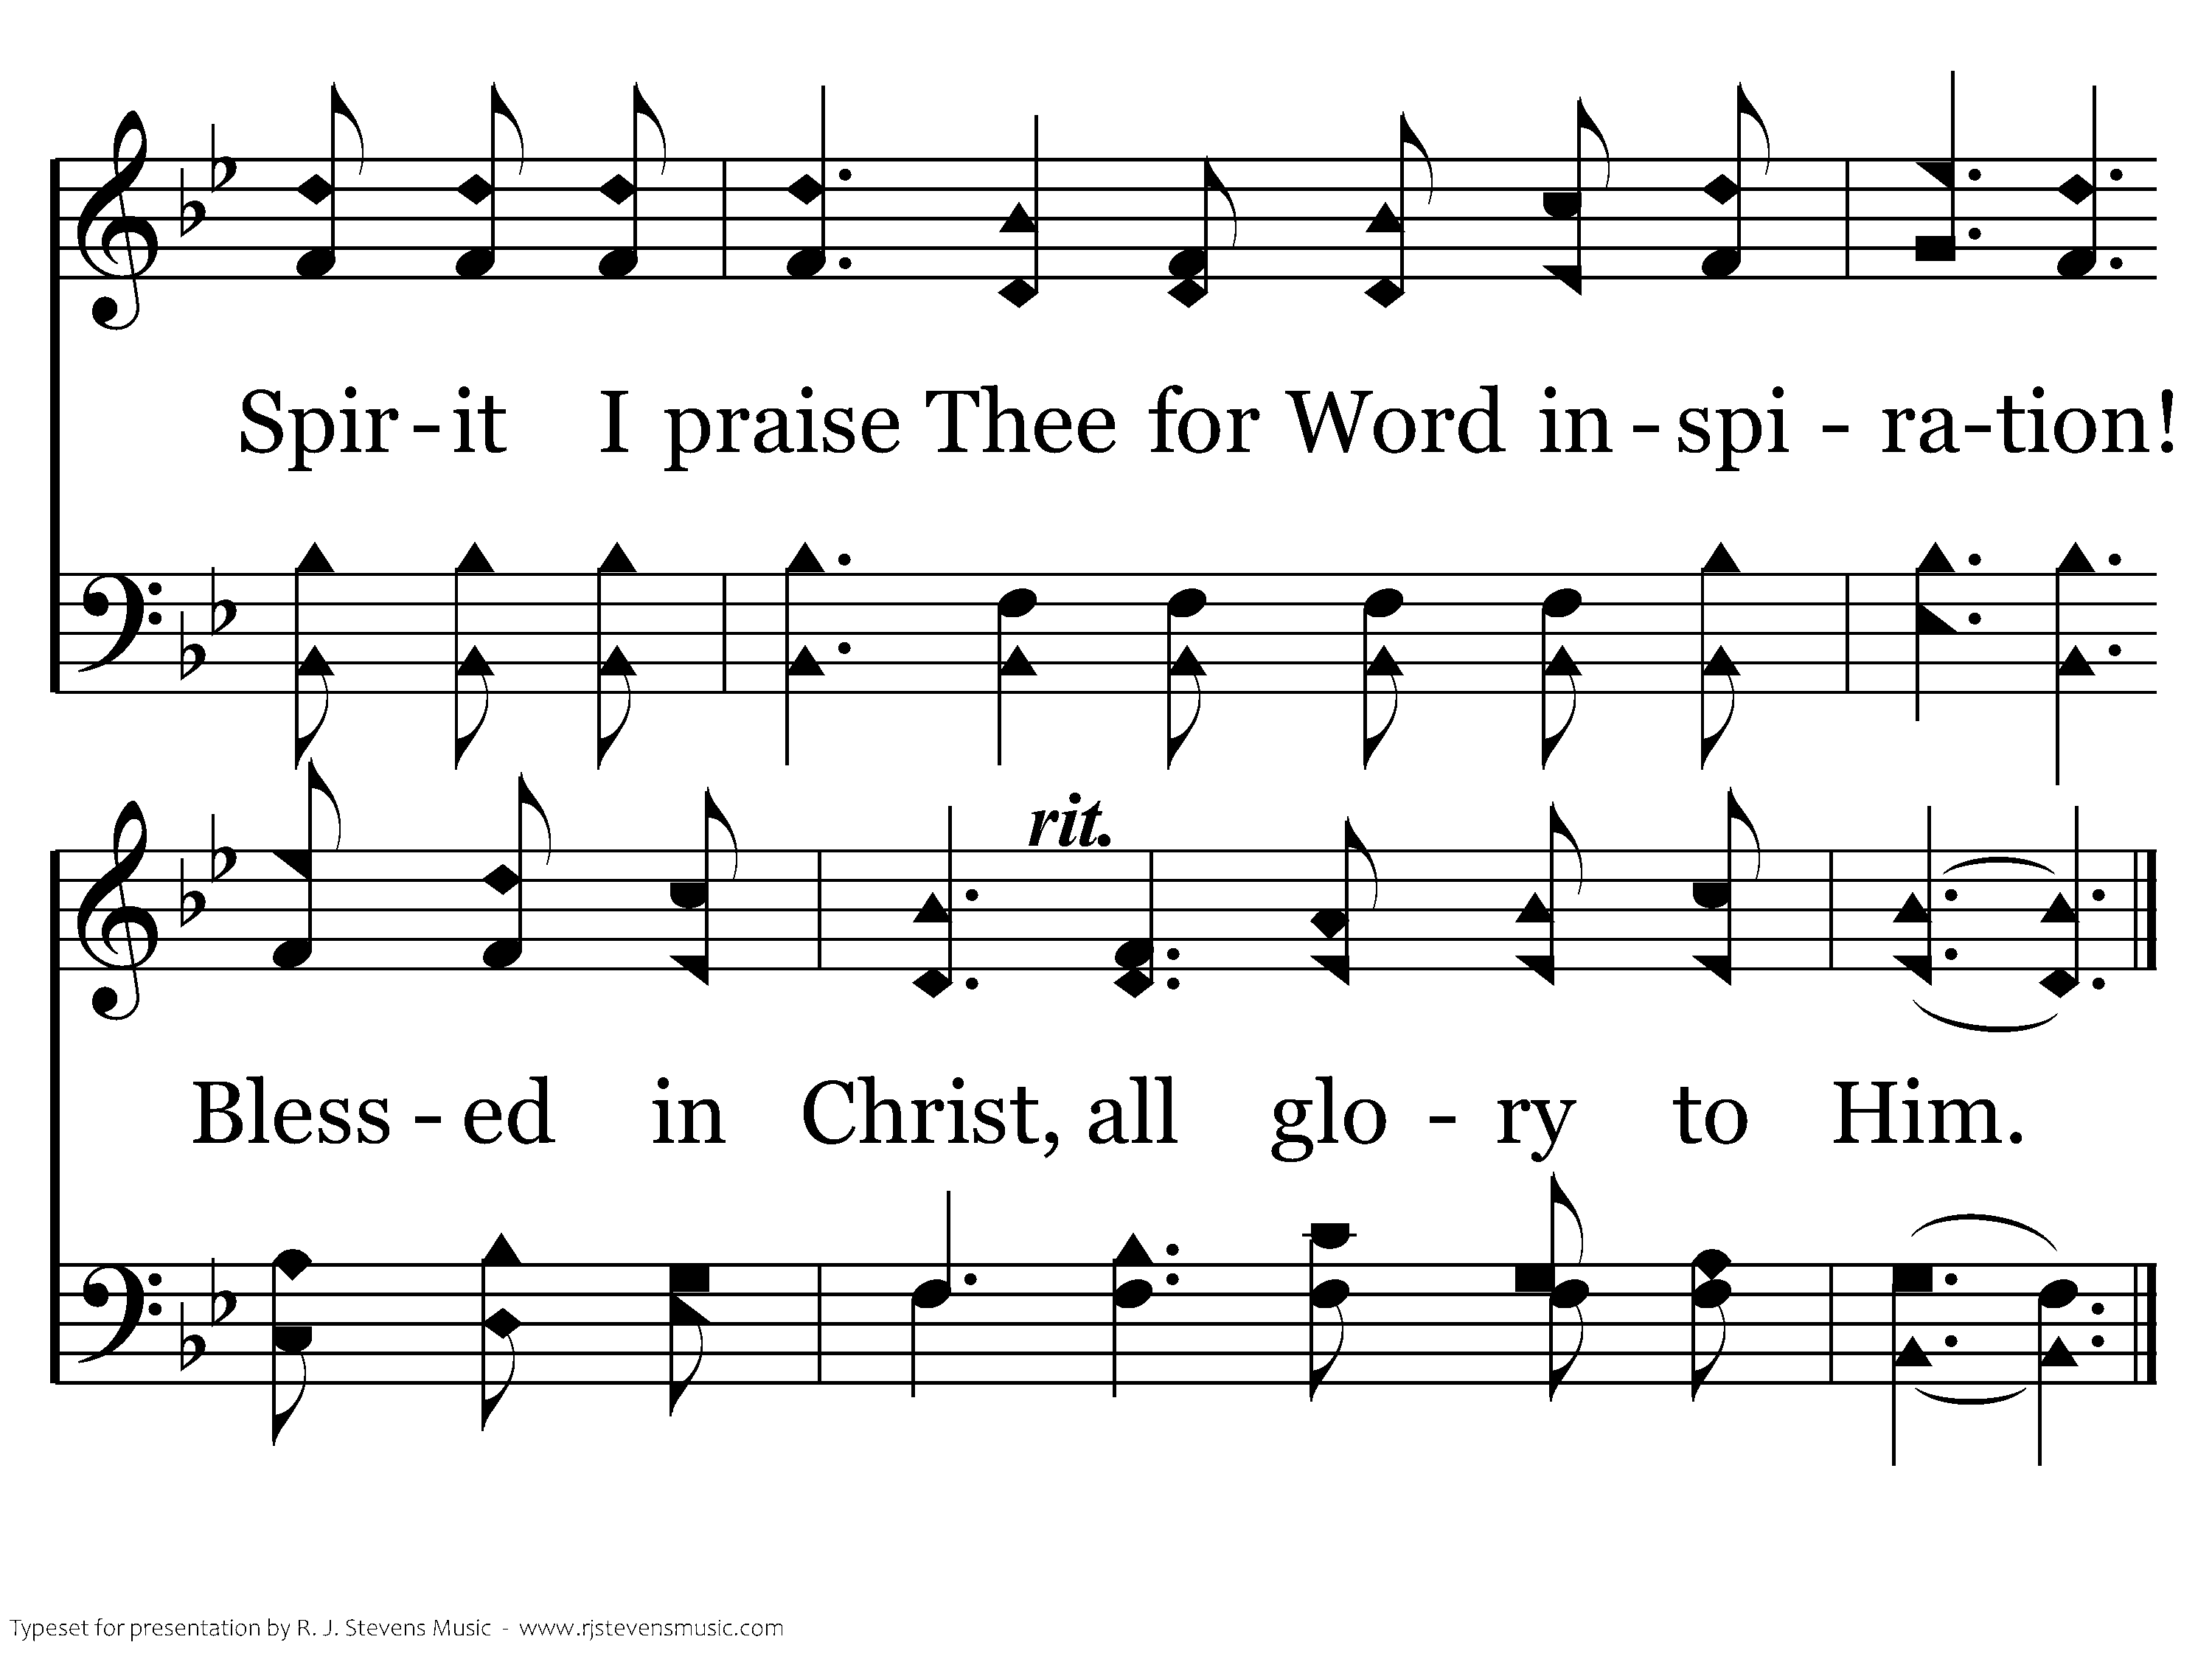 Spir - it I praise Thee for Word in - spi - ra-tion!
rit.
Bless - ed in Christ, all glo - ry to Him.
Typeset for presentation by R. J. Stevens Music - www.rjstevensmusic.com